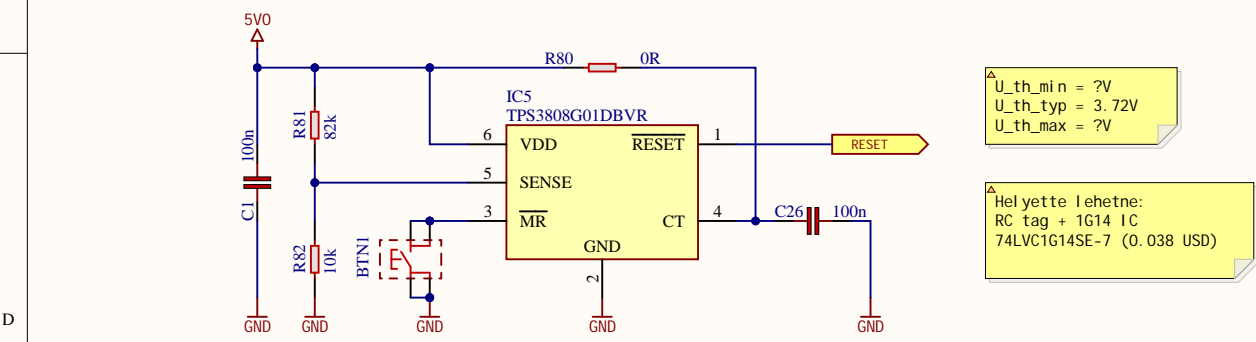 5V0
R80
0R
IC5
TPS3808G01DBVR
R81
82k
100n
C1
6
VDD
RESET
1
RESET
5
SENSE
3
MR
CT
4
C26
100n
GND
2
R82
10k
BTN1
GND
GND
GND
GND
GND
D
U_th_min = ?V
U_th_typ = 3.72V
U_th_max = ?V
Helyette lehetne:
RC tag + 1G14 IC
74LVC1G14SE-7 (0.038 USD)